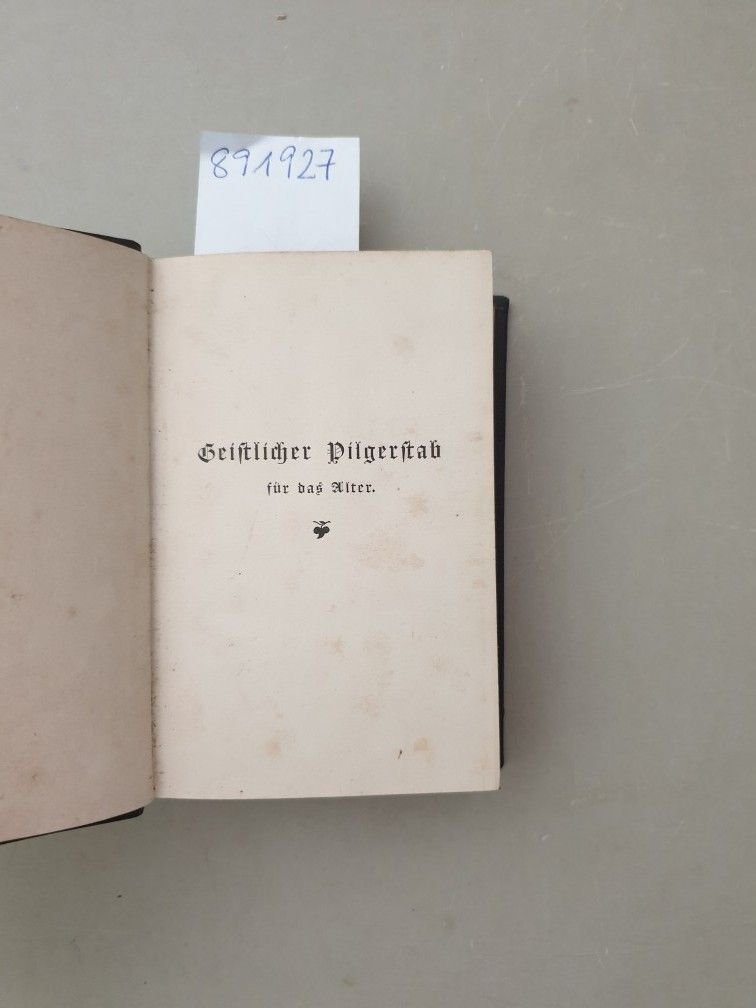 891927
Geistlicher Pilgerstab
für das Alter.